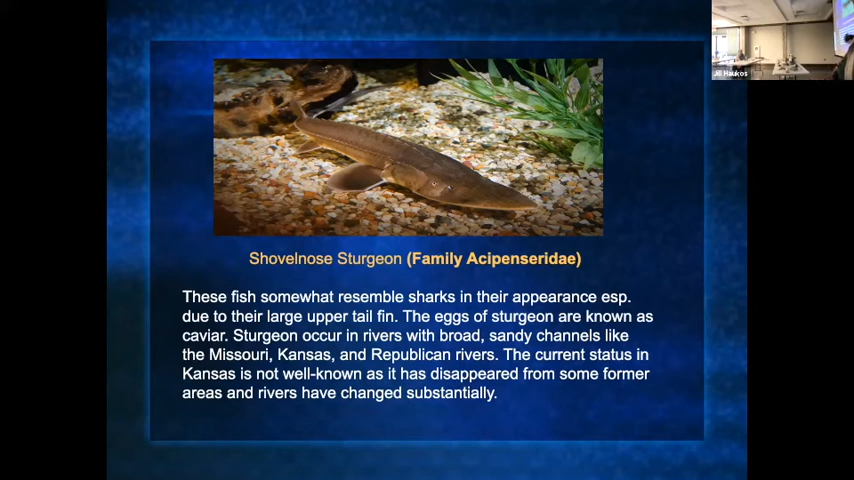 Jill Haukos
Shovelnose Sturgeon (Family Acipenseridae)
These fish somewhat resemble sharks in their appearance esp.
due to their large upper tail fin. The eggs of sturgeon are known as
caviar. Sturgeon occur in rivers with broad, sandy channels like
the Missouri, Kansas, and Republican rivers. The current status in
Kansas is not well-known as it has disappeared from some former
areas and rivers have changed substantially.